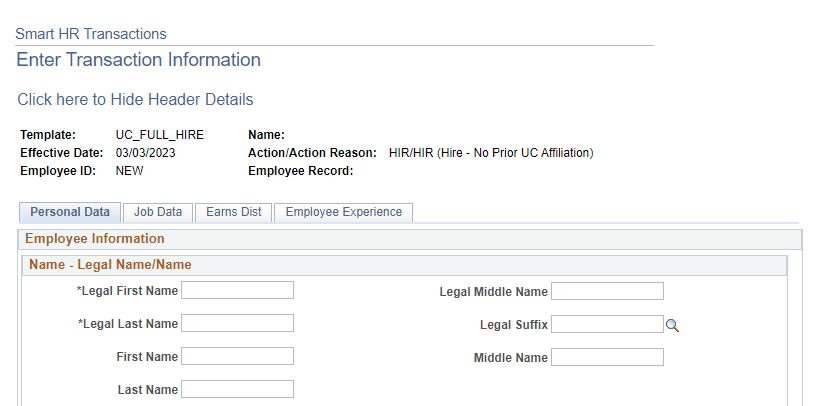 Smart HR Transactions
Enter Transaction Information
Click here to Hide Header Details
Template: UC_FULL_HIRE Name:
Effective Date: 03/03/2023 Action/Action Reason: HIR/HIR (Hire - No Prior UC Affiliation)
Employee ID: NEW Employee Record:
Personal Data Job Data Earns Dist Employee Experience
Employee Information
Name - Legal Name/Name
*Legal First Name Legal Middle Name
*Legal Last Name Legal Suffix
First Name Middle Name
Last Name